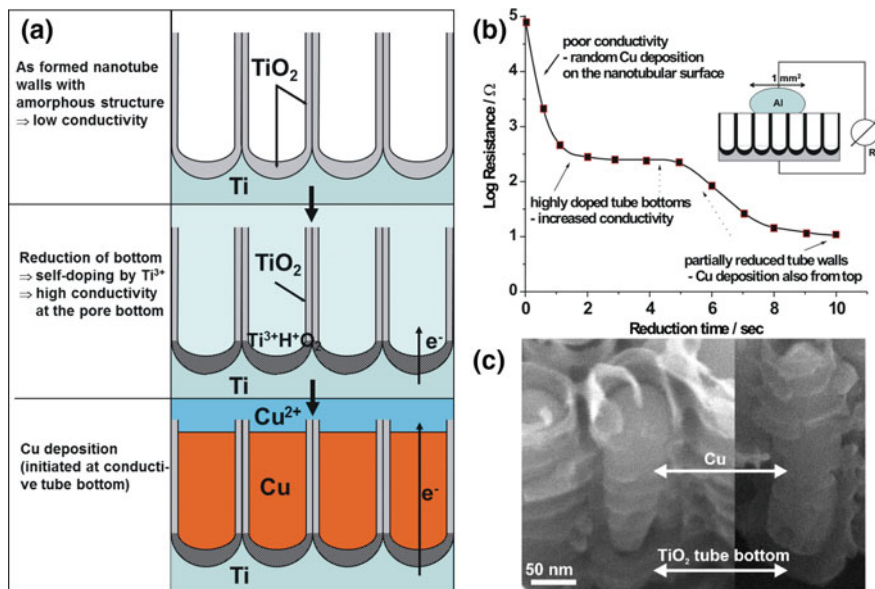 (a)
As formed nanotube
walls with
amorphous structure
⇒ low conductivity
TiO₂
Ti
Reduction of bottom
⇒ self-doping by Ti³⁺
⇒ high conductivity
at the pore bottom
TiO₂
Ti³⁺H⁺O₂
e⁻
Ti
Cu deposition
(initiated at conducti-
ve tube bottom)
Cu²⁺
Cu
e⁻
Ti
(b)
Log Resistance / Ω
5
4
3
2
1
0
poor conductivity
- random Cu deposition
on the nanotubular surface
1 mm²
Al
R
highly doped tube bottoms
- increased conductivity
partially reduced tube walls
- Cu deposition also from top
0 2 4 6 8 10
Reduction time / sec
(c)
Cu
TiO₂ tube bottom
50 nm